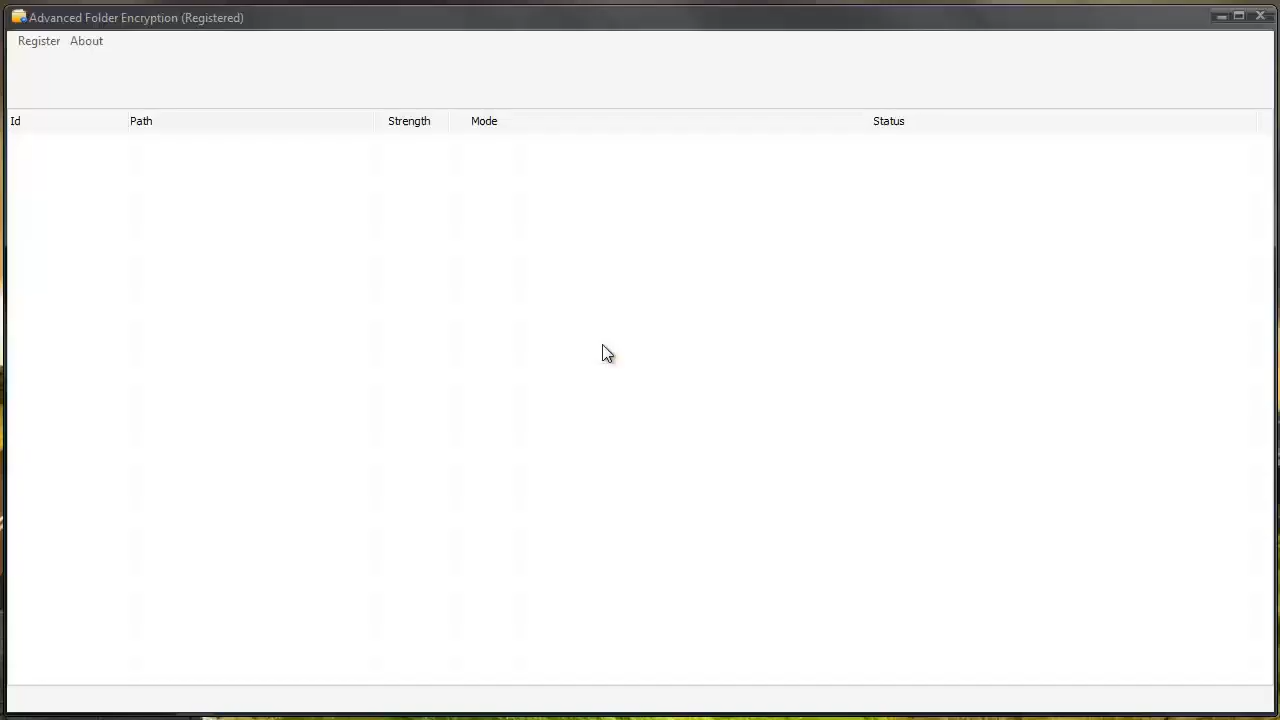 Advanced Folder Encryption (Registered)
Register About
Id Path Strength Mode Status